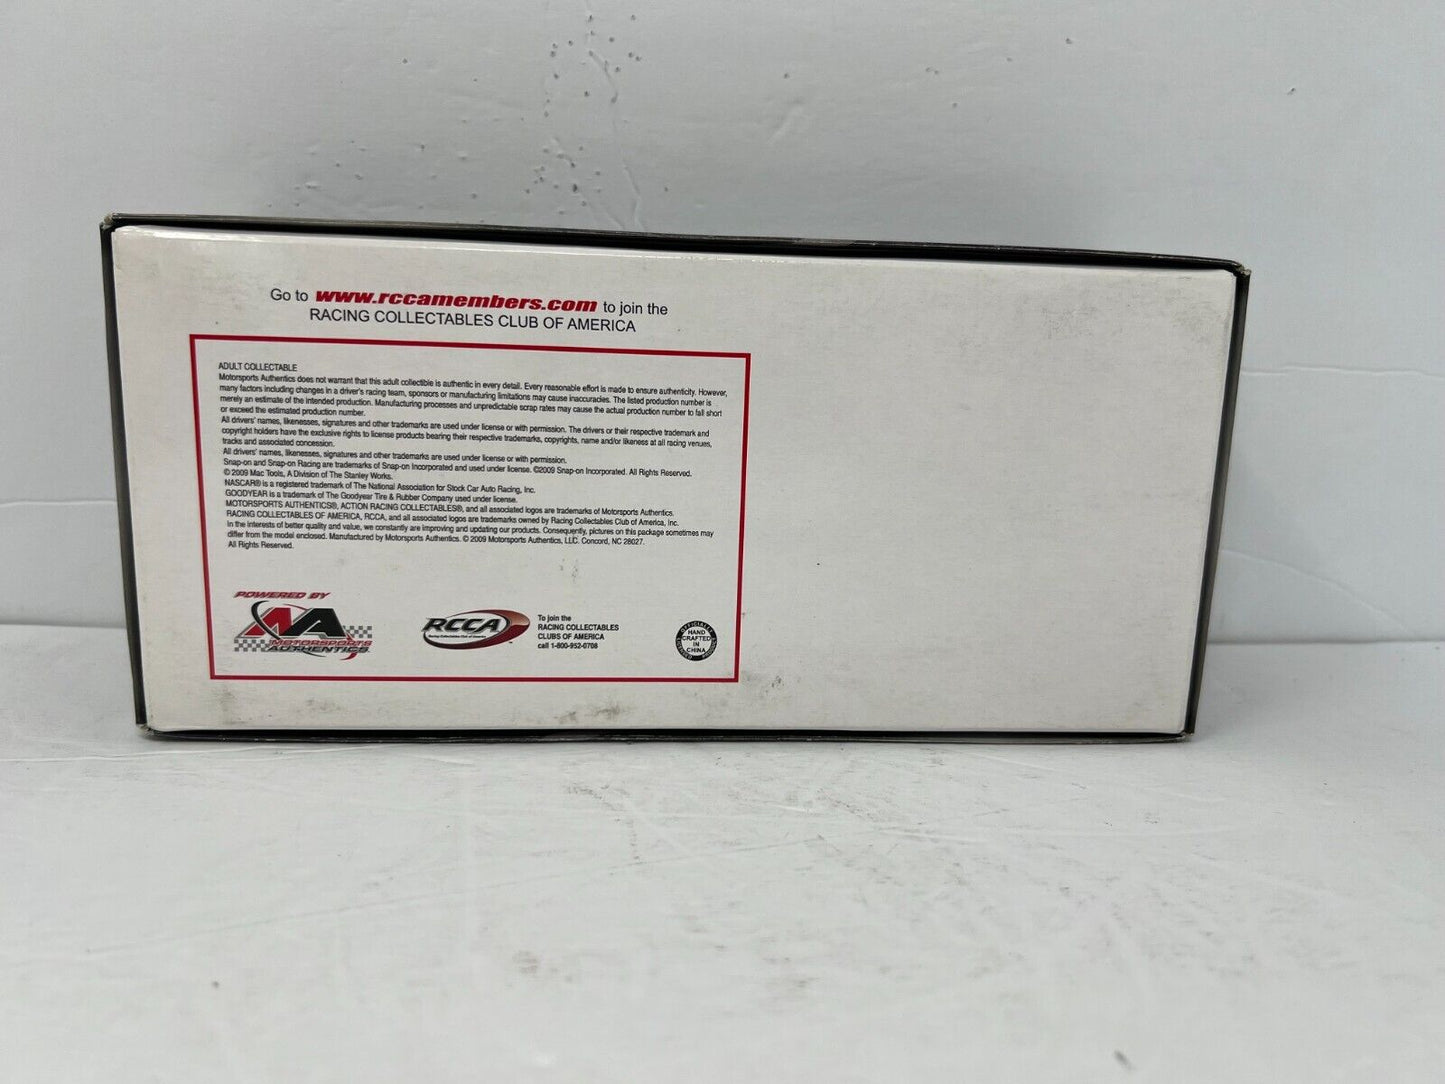 Go to www.rccamembers.com to join the
RACING COLLECTABLES CLUB OF AMERICA
ADULT COLLECTABLE
Motorsports Authentics does not warrant that this adult collectible is authentic in every detail. Every reasonable effort is made to ensure authenticity. However,
many factors including changes in a driver's racing team, sponsors or manufacturing limitations may cause inaccuracies. The listed production number is
merely an estimate of the intended production. Manufacturing processes and unpredictable scrap rates may cause the actual production number to fall short
or exceed the estimated production number.
All drivers' names, likenesses, signatures and other trademarks are used under license or with permission. The drivers or their respective trademark and
copyright holders have the exclusive rights to license products bearing their respective trademarks, copyrights, name and/or likeness at all racing venues,
tracks and associated concession.
All drivers' names, likenesses, signatures and other trademarks are used under license or with permission.
Snap-on and Snap-on Racing are trademarks of Snap-on Incorporated and used under license. ©2009 Snap-on Incorporated. All Rights Reserved.
© 2009 Mac Tools, A Division of The Stanley Works.
NASCAR® is a registered trademark of The National Association for Stock Car Auto Racing, Inc.
GOODYEAR is a trademark of The Goodyear Tire & Rubber Company used under license.
MOTORSPORTS AUTHENTICS®, ACTION RACING COLLECTABLES®, and all associated logos are trademarks of Motorsports Authentics.
RACING COLLECTABLES OF AMERICA, RCCA, and all associated logos are trademarks owned by Racing Collectables Club of America, Inc.
In the interests of better quality and value, we constantly are improving and updating our products. Consequently, pictures on this package sometimes may
differ from the model enclosed. Manufactured by Motorsports Authentics. © 2009 Motorsports Authentics, LLC. Concord, NC 28027.
All Rights Reserved.
POWERED BY
MA
MOTORSPORTS
AUTHENTICS
RCCA
Racing Collectables Club of America
To join the
RACING COLLECTABLES
CLUBS OF AMERICA
call 1-800-952-0708
OFFICIALLY LICENSED PRODUCT
HAND
CRAFTED
IN
CHINA